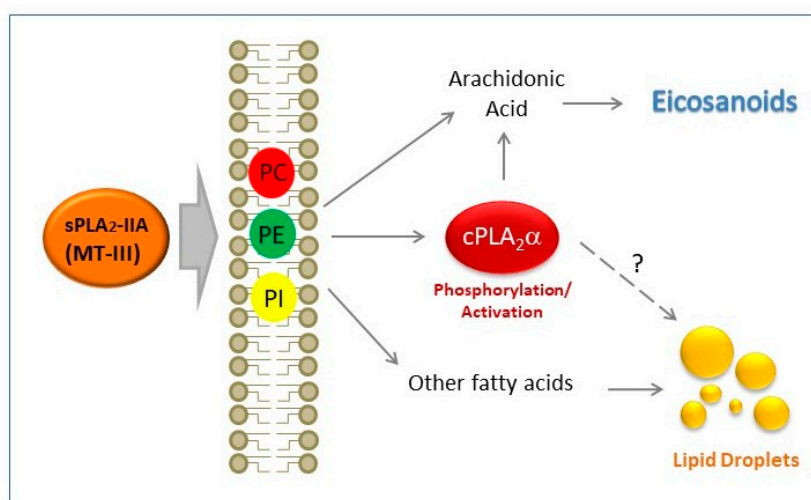 sPLA₂-IIA
(MT-III)
PC
PE
PI
Arachidonic
Acid
Eicosanoids
cPLA₂α
Phosphorylation/
Activation
?
Other fatty acids
Lipid Droplets